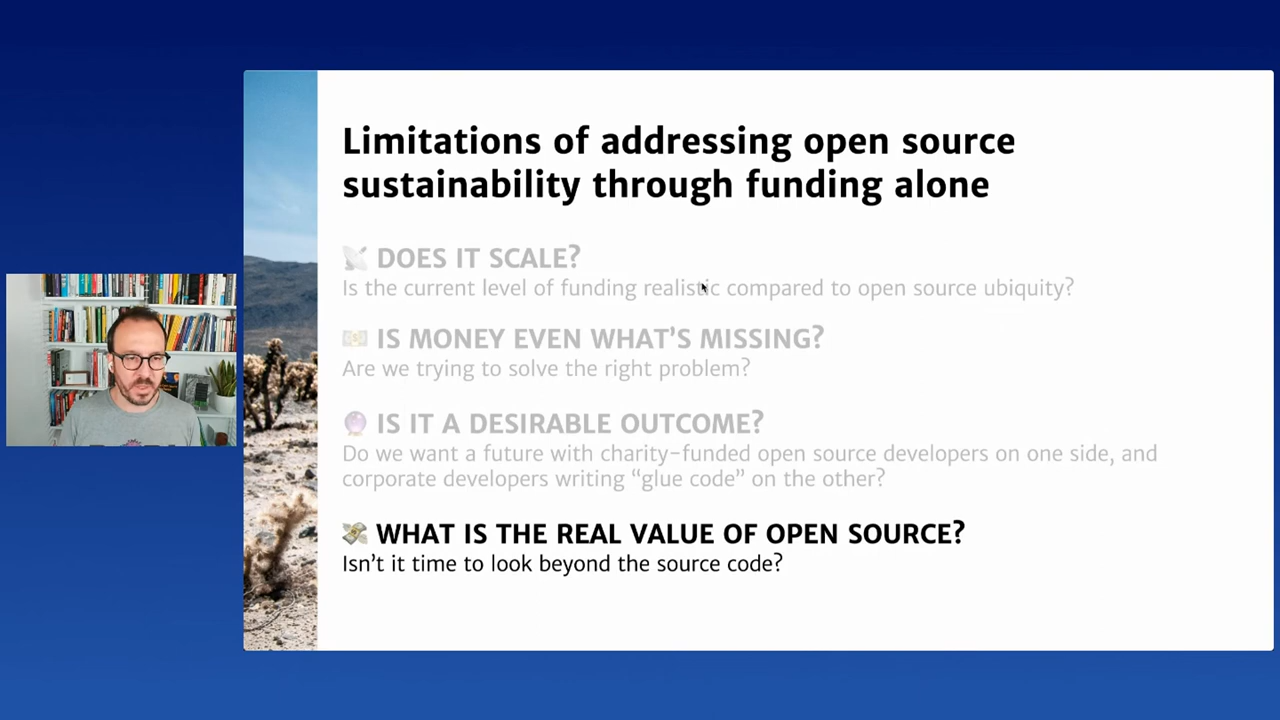 Limitations of addressing open source
sustainability through funding alone
DOES IT SCALE?
Is the current level of funding realistic compared to open source ubiquity?
IS MONEY EVEN WHAT’S MISSING?
Are we trying to solve the right problem?
IS IT A DESIRABLE OUTCOME?
Do we want a future with charity-funded open source developers on one side, and
corporate developers writing “glue code” on the other?
WHAT IS THE REAL VALUE OF OPEN SOURCE?
Isn’t it time to look beyond the source code?